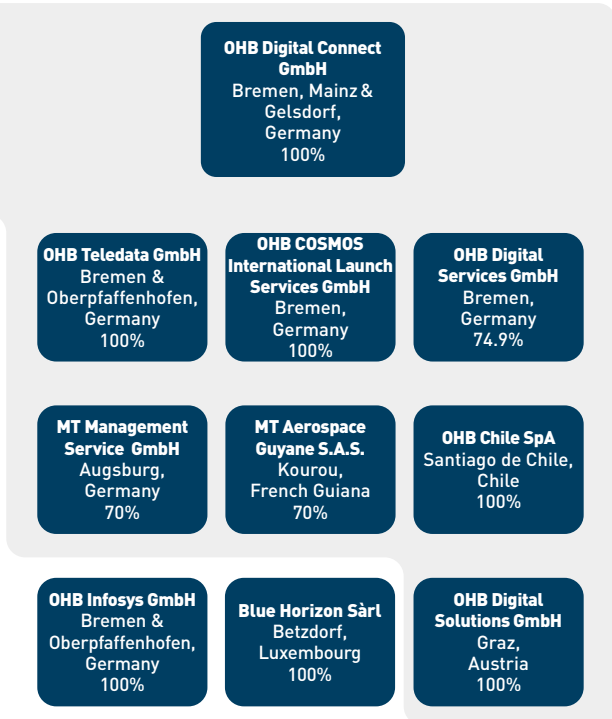 OHB Digital Connect
GmbH
Bremen, Mainz &
Gelsdorf,
Germany
100%
OHB Teledata GmbH
Bremen &
Oberpfaffenhofen,
Germany
100%
OHB COSMOS
International Launch
Services GmbH
Bremen,
Germany
100%
OHB Digital
Services GmbH
Bremen,
Germany
74.9%
MT Management
Service GmbH
Augsburg,
Germany
70%
MT Aerospace
Guyane S.A.S.
Kourou,
French Guiana
70%
OHB Chile SpA
Santiago de Chile,
Chile
100%
OHB Infosys GmbH
Bremen &
Oberpfaffenhofen,
Germany
100%
Blue Horizon Sàrl
Betzdorf,
Luxembourg
100%
OHB Digital
Solutions GmbH
Graz,
Austria
100%